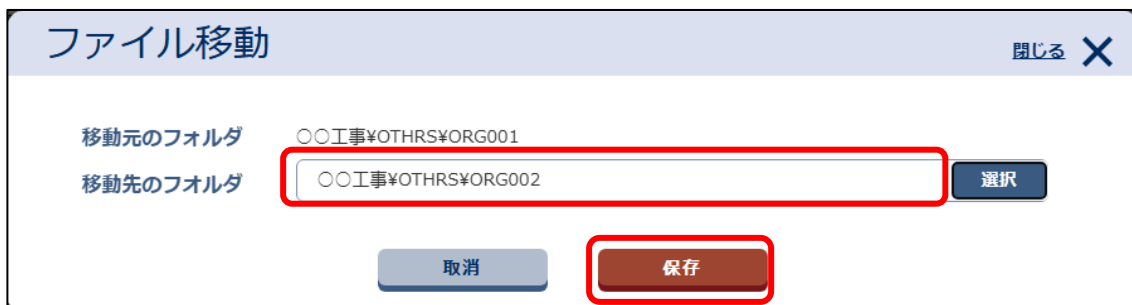 ファイル移動
閉じる
移動元のフォルダ ○○工事¥OTHRS¥ORG001
移動先のフォルダ ○○工事¥OTHRS¥ORG002 選択
取消 保存